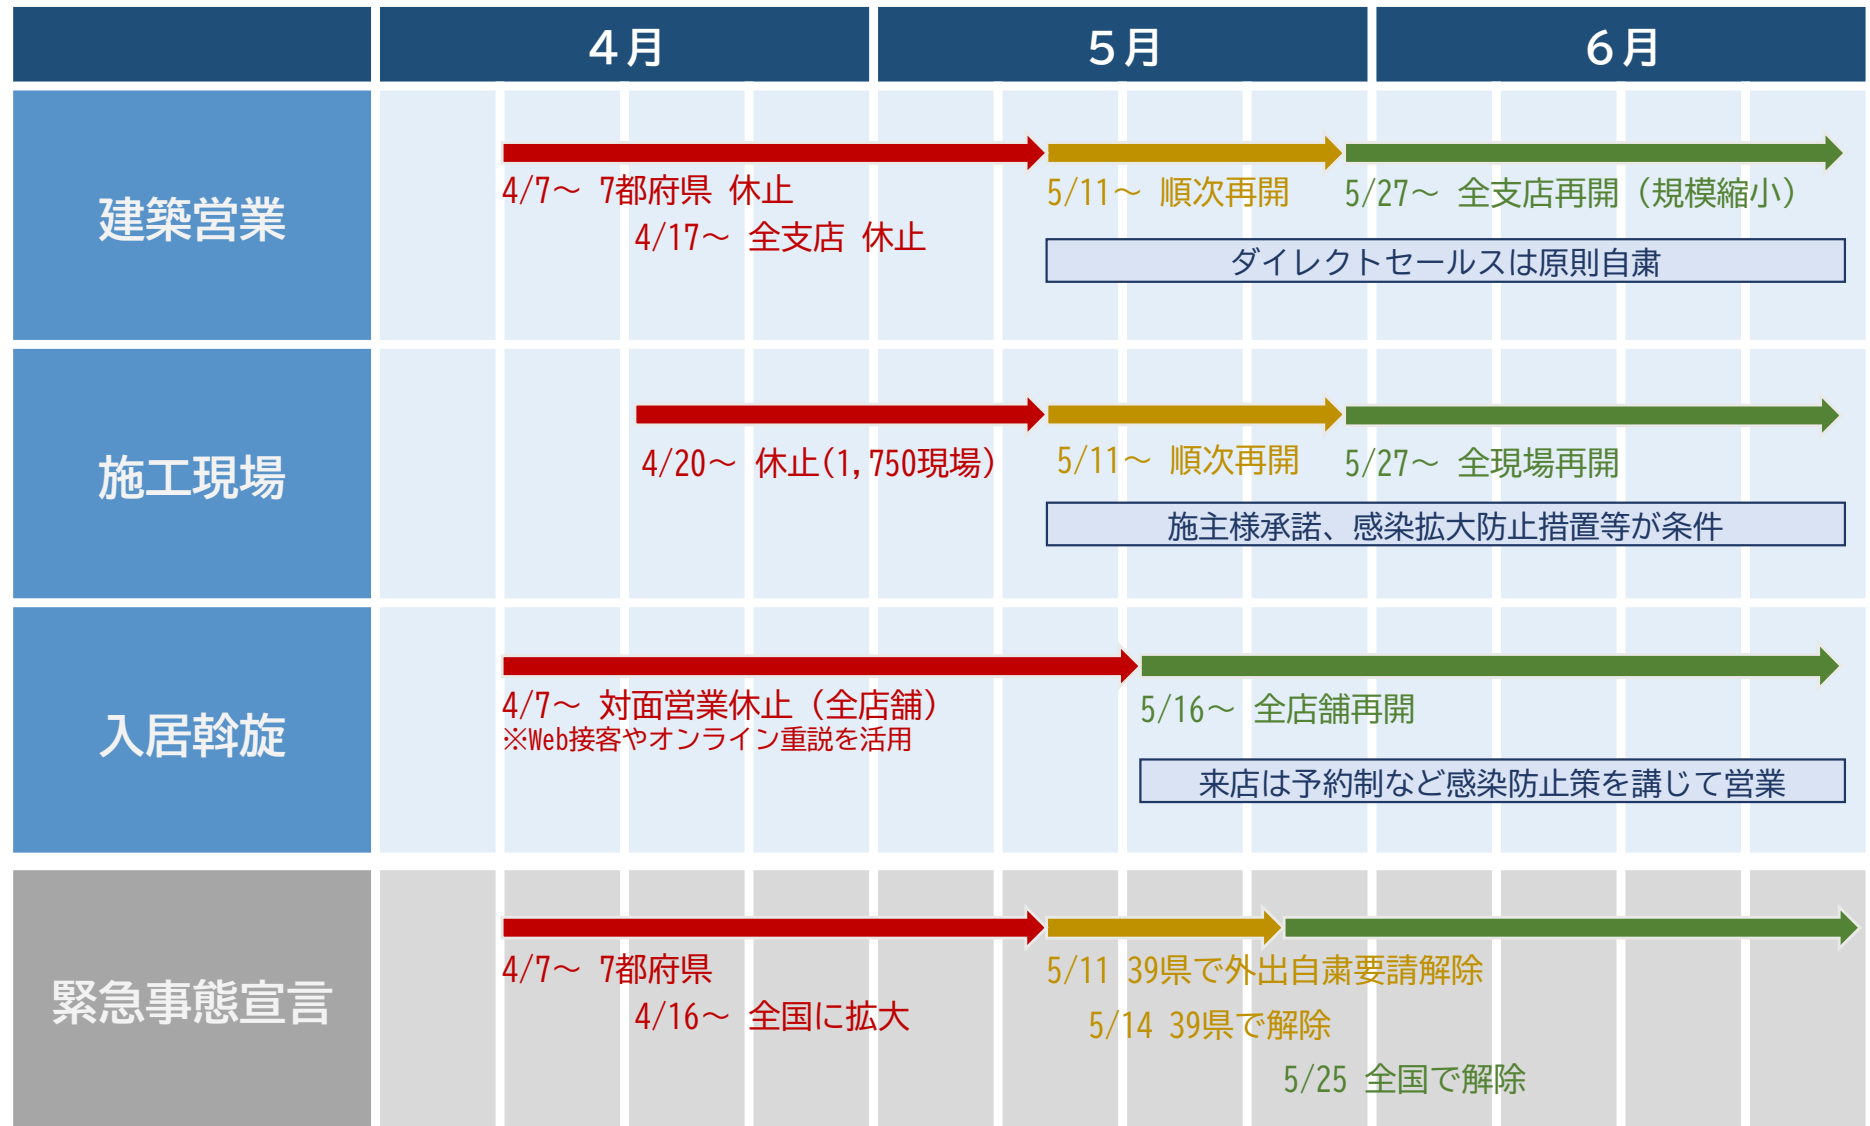 ４月 ５月 ６月
建築営業
4/7～ 7都府県 休止
4/17～ 全支店 休止
5/11～ 順次再開
5/27～ 全支店再開（規模縮小）
ダイレクトセールスは原則自粛
施工現場
4/20～ 休止(1,750現場)
5/11～ 順次再開
5/27～ 全現場再開
施主様承諾、感染拡大防止措置等が条件
入居斡旋
4/7～ 対面営業休止（全店舗）
※Web接客やオンライン重説を活用
5/16～ 全店舗再開
来店は予約制など感染防止策を講じて営業
緊急事態宣言
4/7～ 7都府県
4/16～ 全国に拡大
5/11 39県で外出自粛要請解除
5/14 39県で解除
5/25 全国で解除